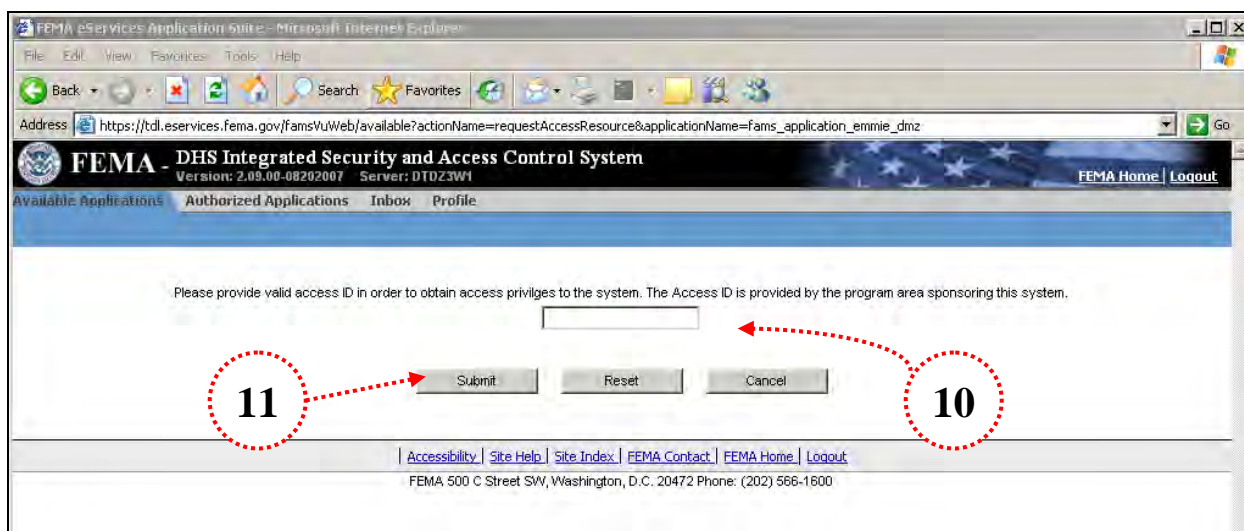 FEMA eServices Application Suite - Microsoft Internet Explorer
File Edit View Favorites Tools Help
Back Search Favorites
Address https://tdl.eservices.fema.gov/famsVuWeb/available?actionName=requestAccessResource&applicationName=fams_application_emmie_dmz Go
FEMA - DHS Integrated Security and Access Control System
Version: 2.09.00-08202007 Server: DTDZ3W1
FEMA Home | Logout
Available Applications Authorized Applications Inbox Profile
Please provide valid access ID in order to obtain access privilges to the system. The Access ID is provided by the program area sponsoring this system.
Submit Reset Cancel
11 10
| Accessibility | Site Help | Site Index | FEMA Contact | FEMA Home | Logout
FEMA 500 C Street SW, Washington, D.C. 20472 Phone: (202) 566-1600